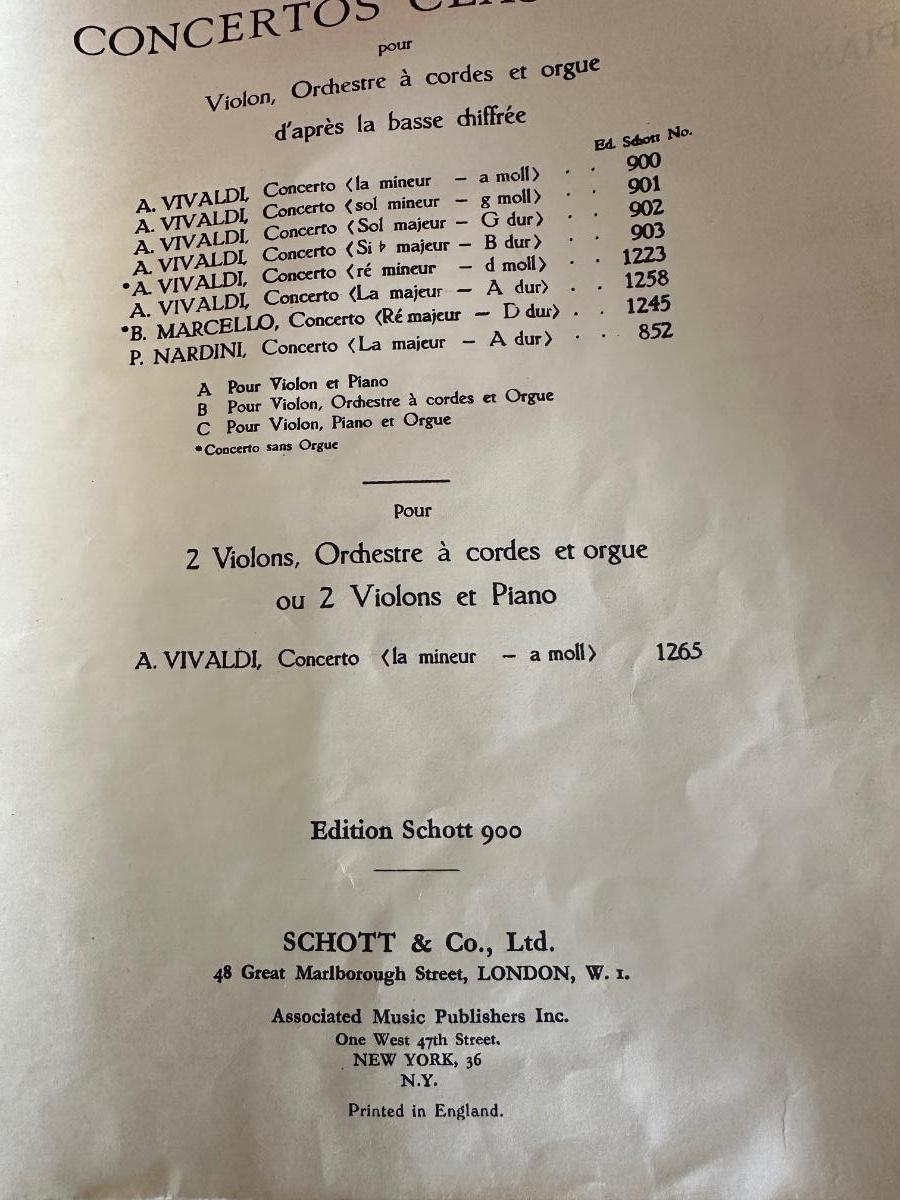 CONCERTOS
pour
Violon, Orchestre à cordes et orgue
d'après la basse chiffrée
Ed. Schott No.
A. VIVALDI, Concerto (la mineur – a moll) . . 900
A. VIVALDI, Concerto (sol mineur – g moll) . . 901
A. VIVALDI, Concerto (Sol majeur – G dur) . . 902
A. VIVALDI, Concerto (Si ♭ majeur – B dur) . . 903
*A. VIVALDI, Concerto (ré mineur – d moll) . . 1223
A. VIVALDI, Concerto (La majeur – A dur) . . 1258
*B. MARCELLO, Concerto (Ré majeur – D dur) . . 1245
P. NARDINI, Concerto (La majeur – A dur) . . . 852
A Pour Violon et Piano
B Pour Violon, Orchestre à cordes et Orgue
C Pour Violon, Piano et Orgue
*Concerto sans Orgue
Pour
2 Violons, Orchestre à cordes et orgue
ou 2 Violons et Piano
A. VIVALDI, Concerto (la mineur – a moll) 1265
Edition Schott 900
SCHOTT & Co., Ltd.
48 Great Marlborough Street, LONDON, W. 1.
Associated Music Publishers Inc.
One West 47th Street.
NEW YORK, 36
N.Y.
Printed in England.